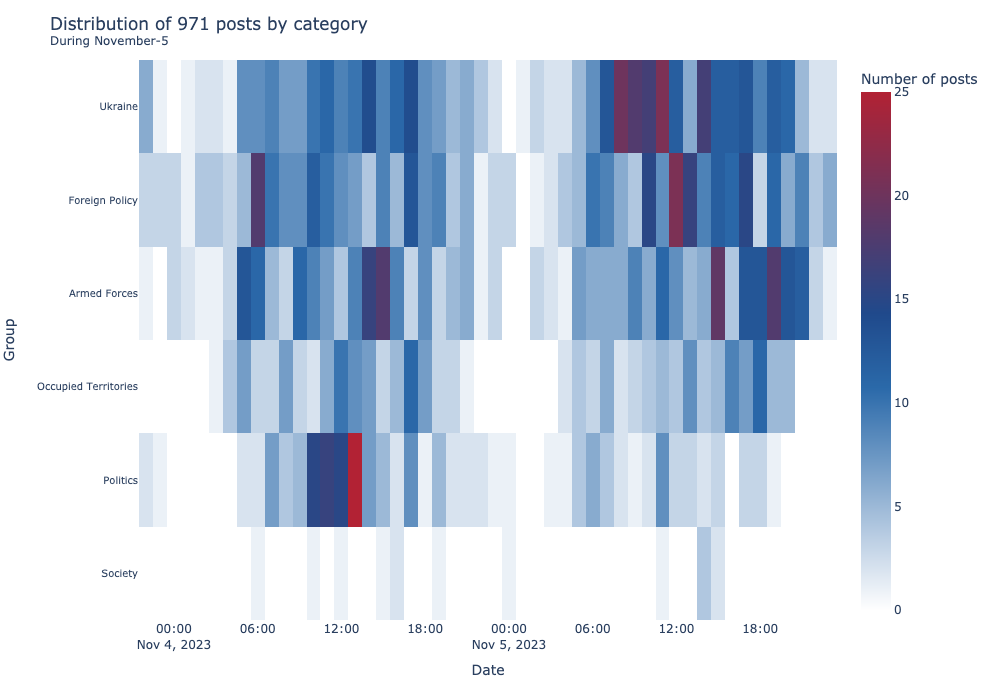 Distribution of 971 posts by category
During November-5
Number of posts
25
20
15
10
5
0
Group
Ukraine
Foreign Policy
Armed Forces
Occupied Territories
Politics
Society
00:00 06:00 12:00 18:00 00:00 06:00 12:00 18:00
Nov 4, 2023 Nov 5, 2023
Date